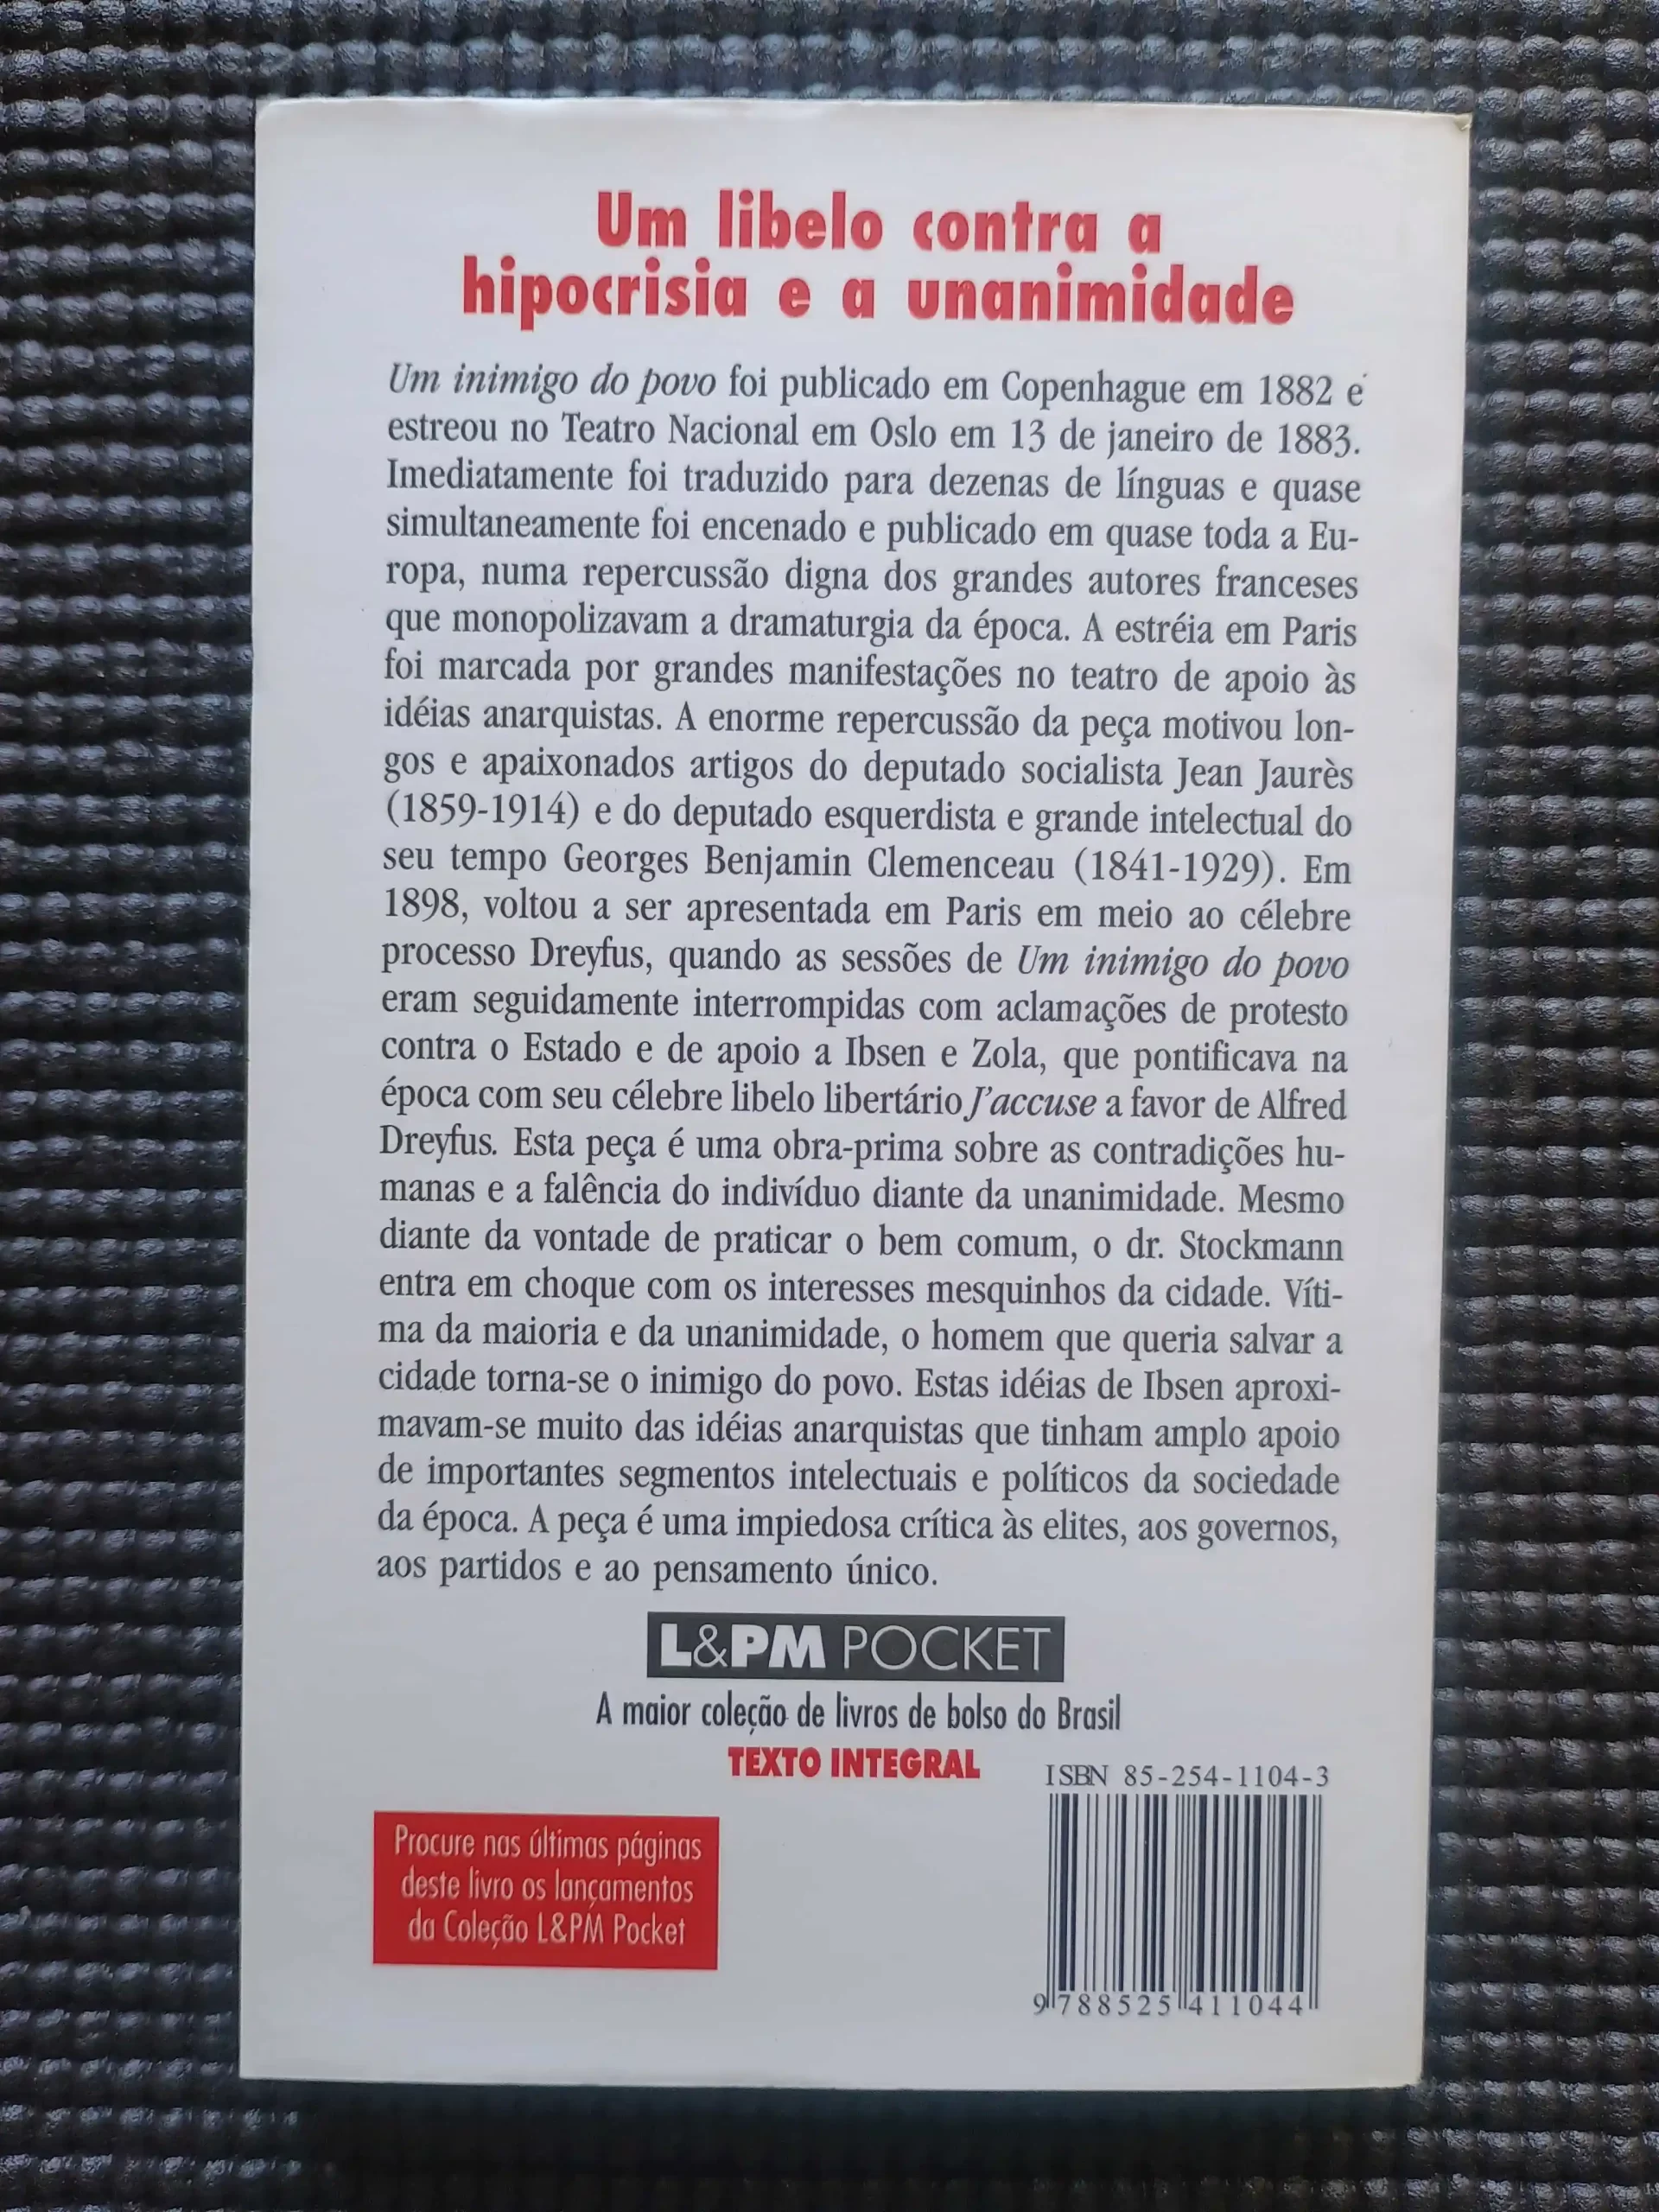 Um libelo contra a
hipocrisia e a unanimidade
Um inimigo do povo foi publicado em Copenhague em 1882 e
estreou no Teatro Nacional em Oslo em 13 de janeiro de 1883.
Imediatamente foi traduzido para dezenas de línguas e quase
simultaneamente foi encenado e publicado em quase toda a Eu-
ropa, numa repercussão digna dos grandes autores franceses
que monopolizavam a dramaturgia da época. A estréia em Paris
foi marcada por grandes manifestações no teatro de apoio às
idéias anarquistas. A enorme repercussão da peça motivou lon-
gos e apaixonados artigos do deputado socialista Jean Jaurès
(1859-1914) e do deputado esquerdista e grande intelectual do
seu tempo Georges Benjamin Clemenceau (1841-1929). Em
1898, voltou a ser apresentada em Paris em meio ao célebre
processo Dreyfus, quando as sessões de Um inimigo do povo
eram seguidamente interrompidas com aclamações de protesto
contra o Estado e de apoio a Ibsen e Zola, que pontificava na
época com seu célebre libelo libertário J'accuse a favor de Alfred
Dreyfus. Esta peça é uma obra-prima sobre as contradições hu-
manas e a falência do indivíduo diante da unanimidade. Mesmo
diante da vontade de praticar o bem comum, o dr. Stockmann
entra em choque com os interesses mesquinhos da cidade. Víti-
ma da maioria e da unanimidade, o homem que queria salvar a
cidade torna-se o inimigo do povo. Estas idéias de Ibsen aproxi-
mavam-se muito das idéias anarquistas que tinham amplo apoio
de importantes segmentos intelectuais e políticos da sociedade
da época. A peça é uma impiedosa crítica às elites, aos governos,
aos partidos e ao pensamento único.
L&PM POCKET
A maior coleção de livros de bolso do Brasil
TEXTO INTEGRAL
ISBN 85-254-1104-3
Procure nas últimas páginas
deste livro os lançamentos
da Coleção L&PM Pocket
9 788525 411044